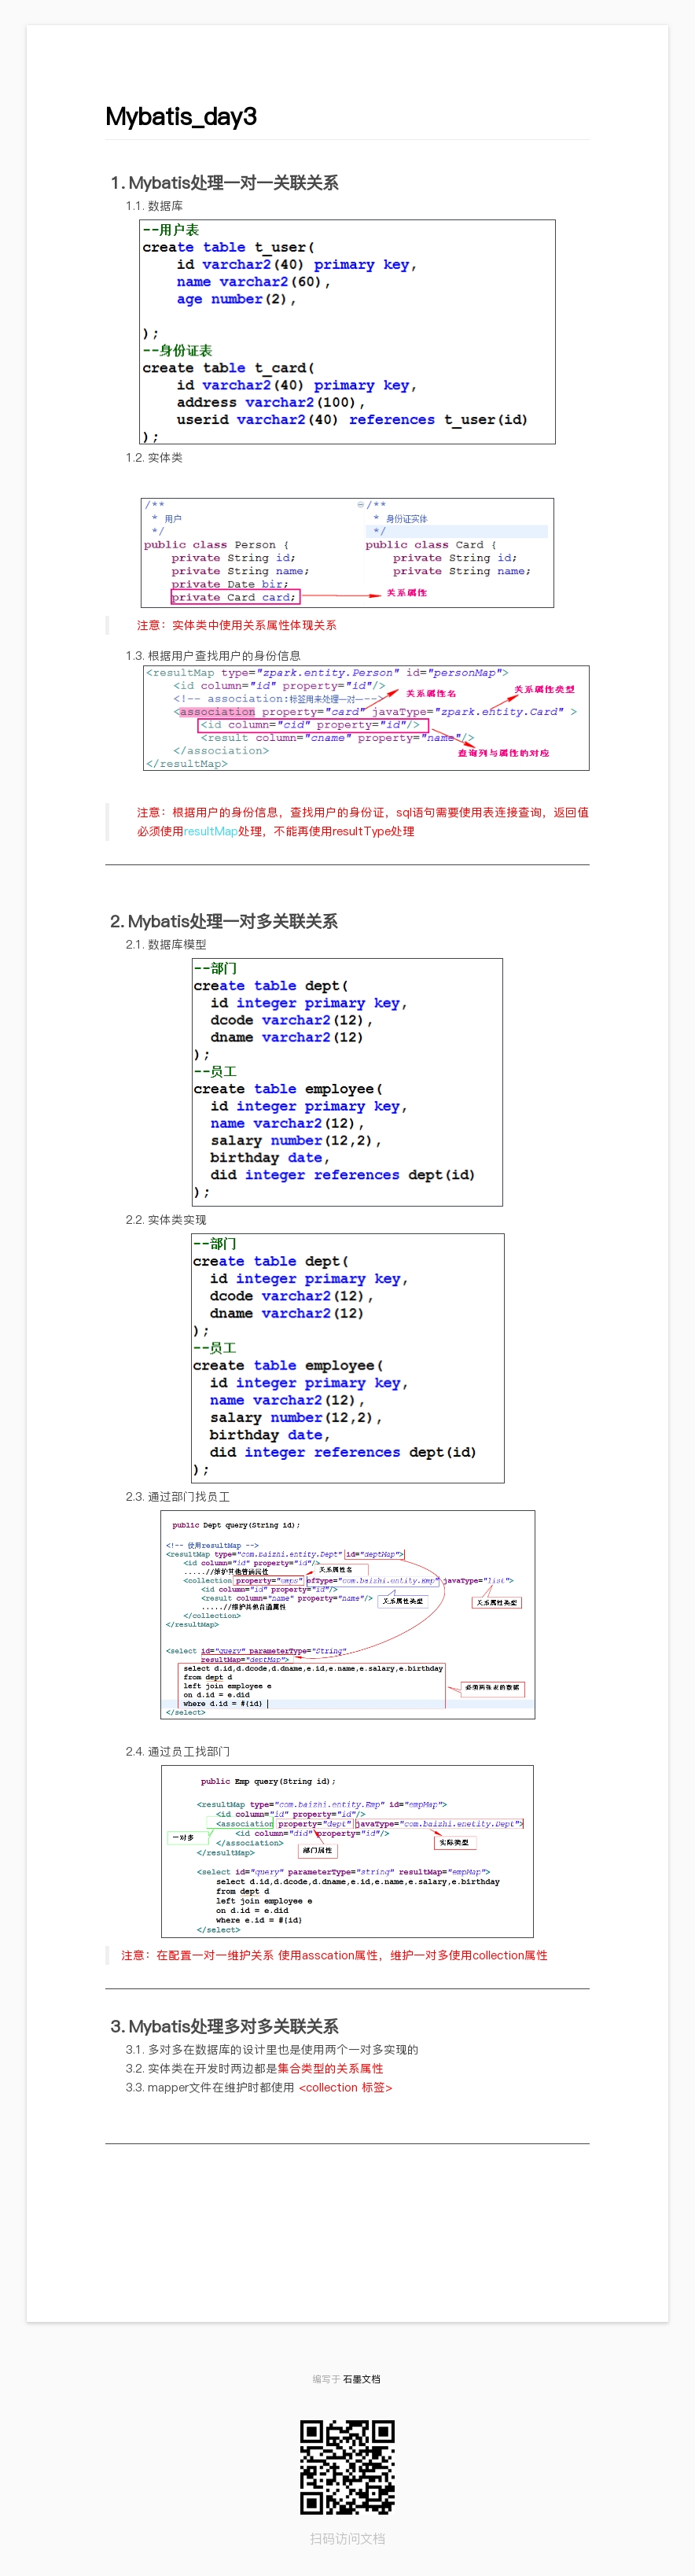 Mybatis_day3
1. Mybatis处理一对一关联关系
1.1. 数据库
--用户表
create table t_user(
id varchar2(40) primary key,
name varchar2(60),
age number(2),
);
--身份证表
create table t_card(
id varchar2(40) primary key,
address varchar2(100),
userid varchar2(40) references t_user(id)
);
1.2. 实体类
/**
* 用户
*/
public class Person {
private String id;
private String name;
private Date bir;
private Card card;
/**
* 身份证实体
*/
public class Card {
private String id;
private String name;
关系属性
注意：实体类中使用关系属性体现关系
1.3. 根据用户查找用户的身份信息
<resultMap type="zpark.entity.Person" id="personMap">
<id column="id" property="id"/>
<!-- association:标签用来处理一对一-->
关系属性名
关系属性类型
<association property="card" javaType="zpark.entity.Card" >
<id column="cid" property="id"/>
<result column="cname" property="name"/>
</association>
查询列与属性的对应
</resultMap>
注意：根据用户的身份信息，查找用户的身份证，sql语句需要使用表连接查询，返回值
必须使用resultMap处理，不能再使用resultType处理
2. Mybatis处理一对多关联关系
2.1. 数据库模型
--部门
create table dept(
id integer primary key,
dcode varchar2(12),
dname varchar2(12)
);
--员工
create table employee(
id integer primary key,
name varchar2(12),
salary number(12,2),
birthday date,
did integer references dept(id)
);
2.2. 实体类实现
--部门
create table dept(
id integer primary key,
dcode varchar2(12),
dname varchar2(12)
);
--员工
create table employee(
id integer primary key,
name varchar2(12),
salary number(12,2),
birthday date,
did integer references dept(id)
);
2.3. 通过部门找员工
public Dept query(String id);
<!-- 使用resultMap -->
<resultMap type="com.baizhi.entity.Dept" id="deptMap">
<id column="id" property="id"/>
.....//维护其他普通属性
关系属性名
<collection property="emps" ofType="com.baizhi.entity.Emp" javaType="list">
<id column="id" property="id"/>
<result column="name" property="name"/>
关系属性类型
关系属性类型
.....//维护其他普通属性
</collection>
</resultMap>
<select id="query" parameterType="String"
resultMap="deptMap">
select d.id,d.dcode,d.dname,e.id,e.name,e.salary,e.birthday
from dept d
left join employee e
on d.id = e.did
where d.id = #{id}
</select>
必须两张表的数据
2.4. 通过员工找部门
public Emp query(String id);
<resultMap type="com.baizhi.entity.Emp" id="empMap">
<id column="id" property="id"/>
<association property="dept" javaType="com.baizhi.enetity.Dept">
<id column="did" property="id"/>
</association>
</resultMap>
一对多
部门属性
实际类型
<select id="query" parameterType="string" resultMap="empMap">
select d.id,d.dcode,d.dname,e.id,e.name,e.salary,e.birthday
from dept d
left join employee e
on d.id = e.did
where e.id = #{id}
</select>
注意：在配置一对一维护关系 使用asscation属性，维护一对多使用collection属性
3. Mybatis处理多对多关联关系
3.1. 多对多在数据库的设计里也是使用两个一对多实现的
3.2. 实体类在开发时两边都是集合类型的关系属性
3.3. mapper文件在维护时都使用 <collection 标签>
编写于 石墨文档
扫码访问文档